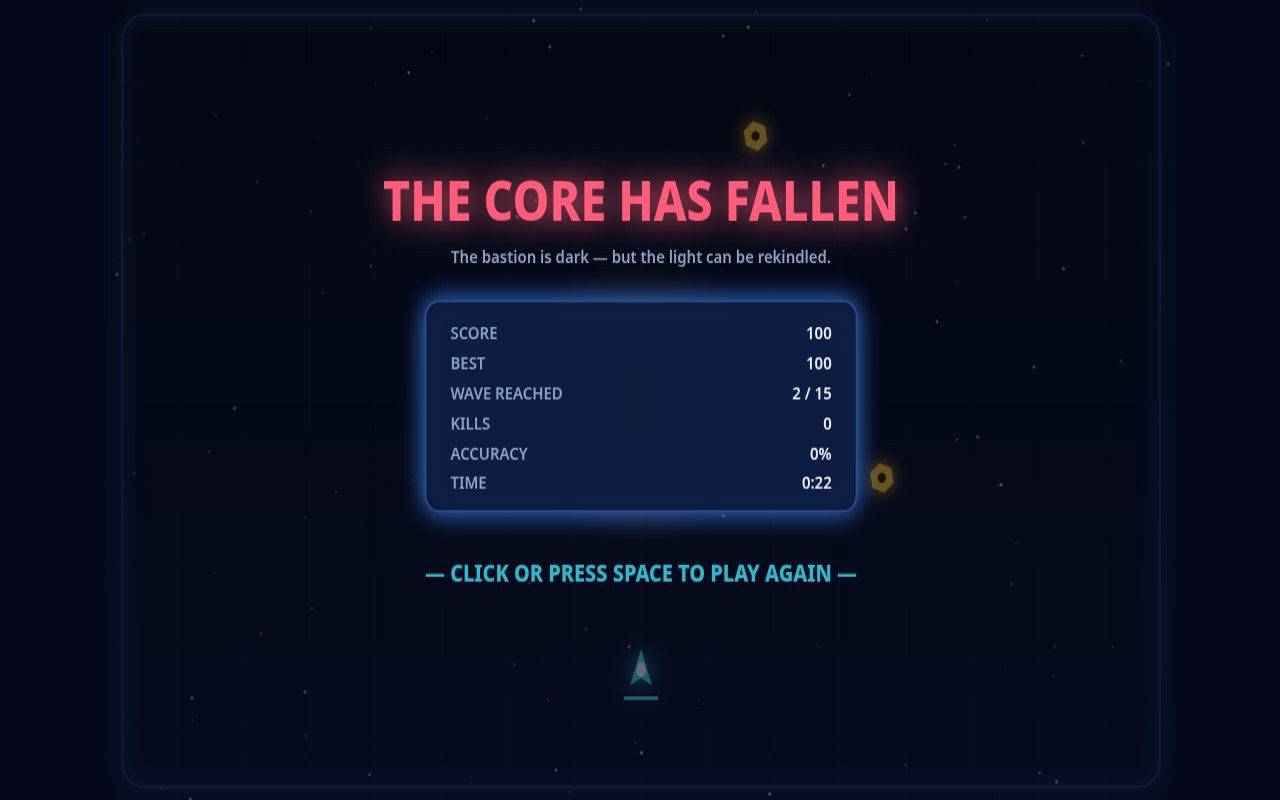 THE CORE HAS FALLEN
The bastion is dark — but the light can be rekindled.
SCORE 100
BEST 100
WAVE REACHED 2 / 15
KILLS 0
ACCURACY 0%
TIME 0:22
— CLICK OR PRESS SPACE TO PLAY AGAIN —